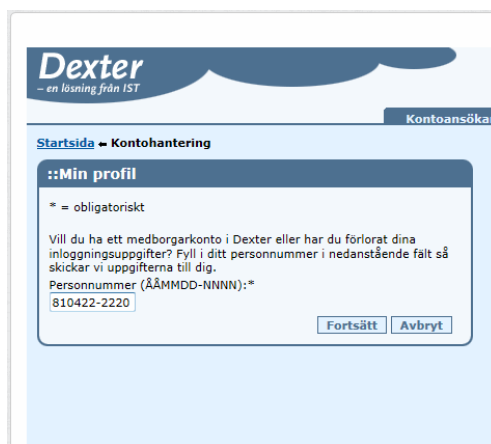 Dexter
– en lösning från IST
Kontoansökan
Startsida Kontohantering
::Min profil
* = obligatoriskt
Vill du ha ett medborgarkonto i Dexter eller har du förlorat dina
inloggningsuppgifter? Fyll i ditt personnummer i nedanstående fält så
skickar vi uppgifterna till dig.
Personnummer (ÅÅMMDD-NNNN):*
810422-2220
Fortsätt Avbryt